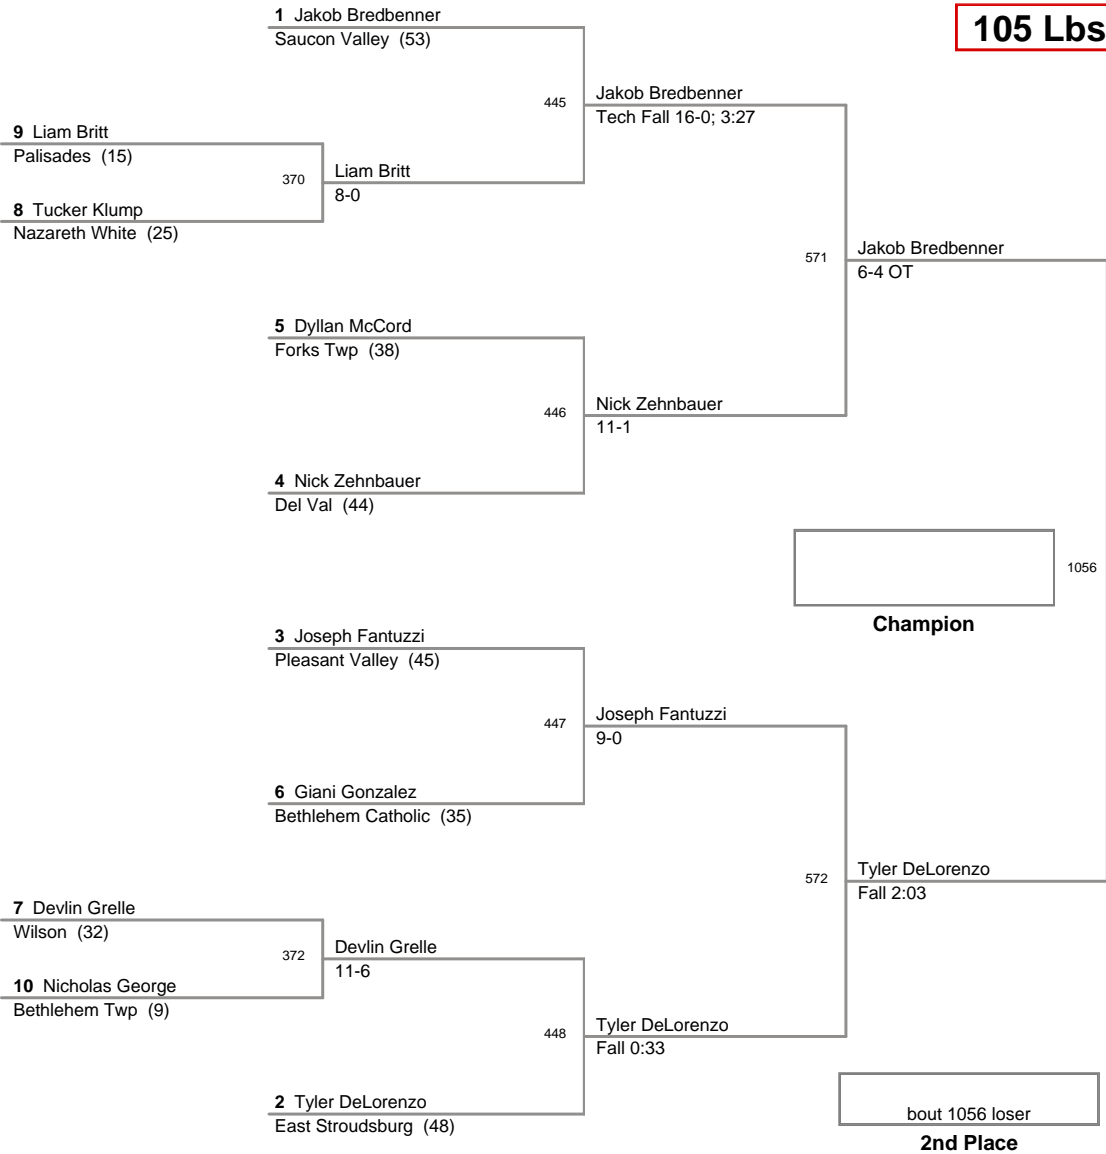 105 Lbs
1 Jakob Bredbenner
Saucon Valley (53)
445
Jakob Bredbenner
Tech Fall 16-0; 3:27
9 Liam Britt
Palisades (15)
370
Liam Britt
8-0
8 Tucker Klump
Nazareth White (25)
571
Jakob Bredbenner
6-4 OT
5 Dyllan McCord
Forks Twp (38)
446
Nick Zehnbauer
11-1
4 Nick Zehnbauer
Del Val (44)
1056
Champion
3 Joseph Fantuzzi
Pleasant Valley (45)
447
Joseph Fantuzzi
9-0
6 Giani Gonzalez
Bethlehem Catholic (35)
572
Tyler DeLorenzo
Fall 2:03
7 Devlin Grelle
Wilson (32)
372
Devlin Grelle
11-6
10 Nicholas George
Bethlehem Twp (9)
448
Tyler DeLorenzo
Fall 0:33
2 Tyler DeLorenzo
East Stroudsburg (48)
bout 1056 loser
2nd Place